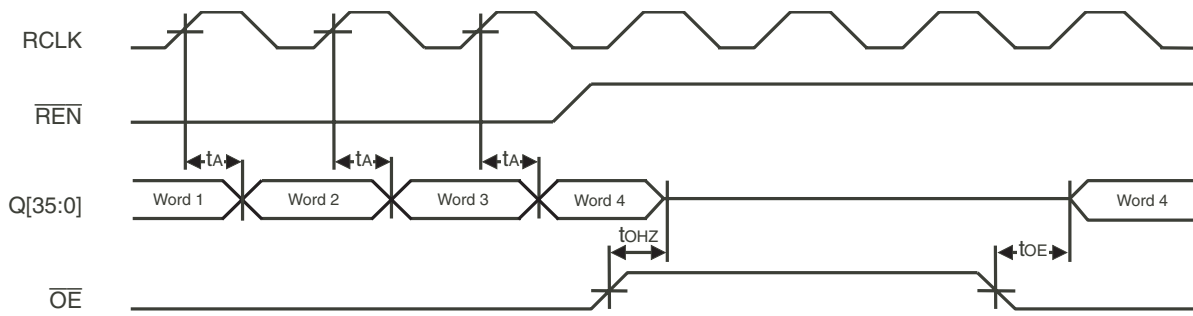 RCLK
REN
tA tA tA
Q[35:0] Word 1 Word 2 Word 3 Word 4 Word 4
tOHZ tOE
OE